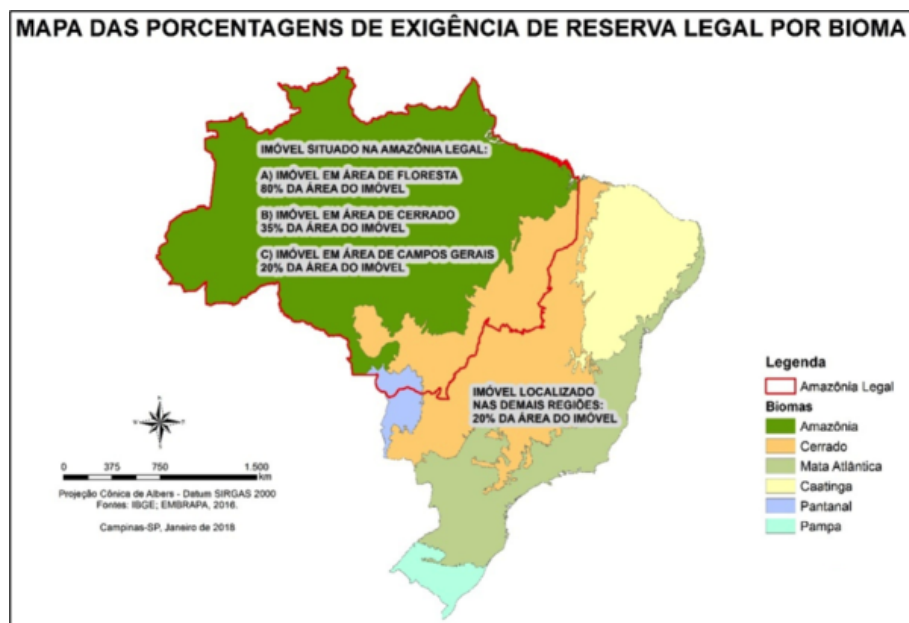 MAPA DAS PORCENTAGENS DE EXIGÊNCIA DE RESERVA LEGAL POR BIOMA
IMÓVEL SITUADO NA AMAZÔNIA LEGAL:
A) IMÓVEL EM ÁREA DE FLORESTA
80% DA ÁREA DO IMÓVEL
B) IMÓVEL EM ÁREA DE CERRADO
35% DA ÁREA DO IMÓVEL
C) IMÓVEL EM ÁREA DE CAMPOS GERAIS
20% DA ÁREA DO IMÓVEL
IMÓVEL LOCALIZADO
NAS DEMAIS REGIÕES:
20% DA ÁREA DO IMÓVEL
Legenda
Amazônia Legal
Biomas
Amazônia
Cerrado
Mata Atlântica
Caatinga
Pantanal
Pampa
N
W E
S
0 375 750 1.500
km
Projeção Cônica de Albers - Datum SIRGAS 2000
Fontes: IBGE; EMBRAPA, 2016.
Campinas-SP, Janeiro de 2018